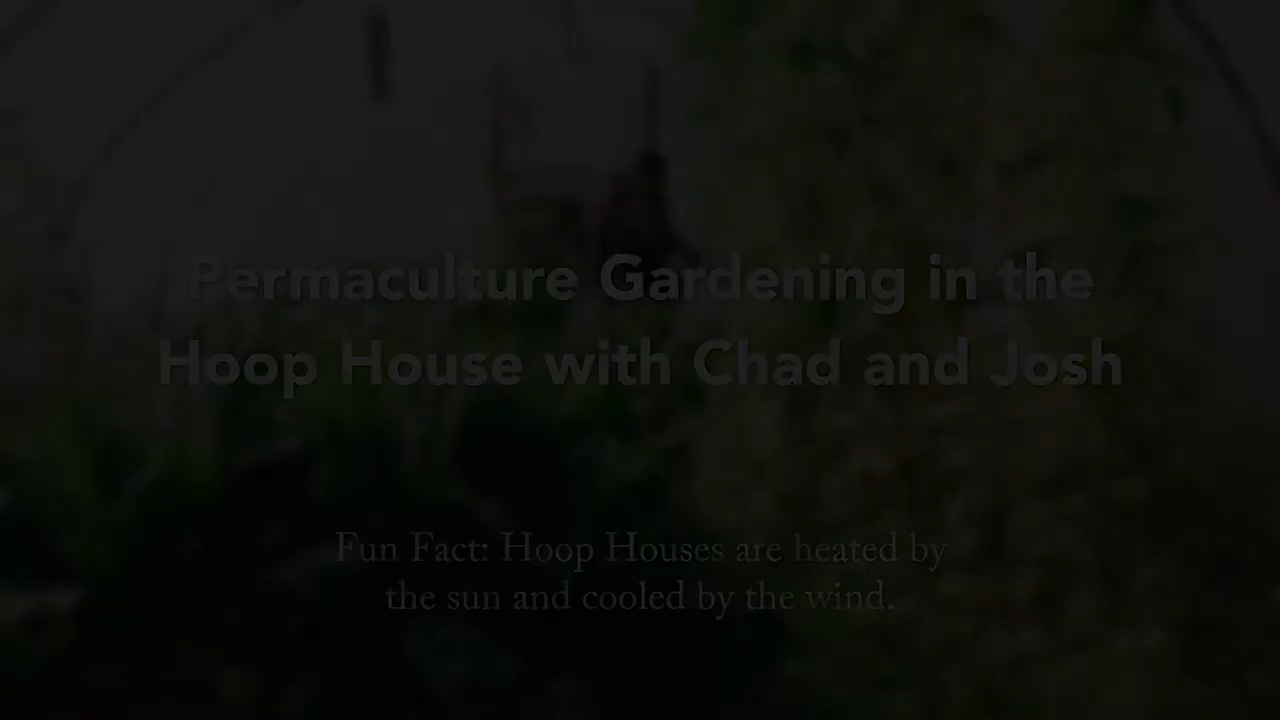 Permaculture Gardening in the
Hoop House with Chad and Josh
Fun Fact: Hoop Houses are heated by
the sun and cooled by the wind.